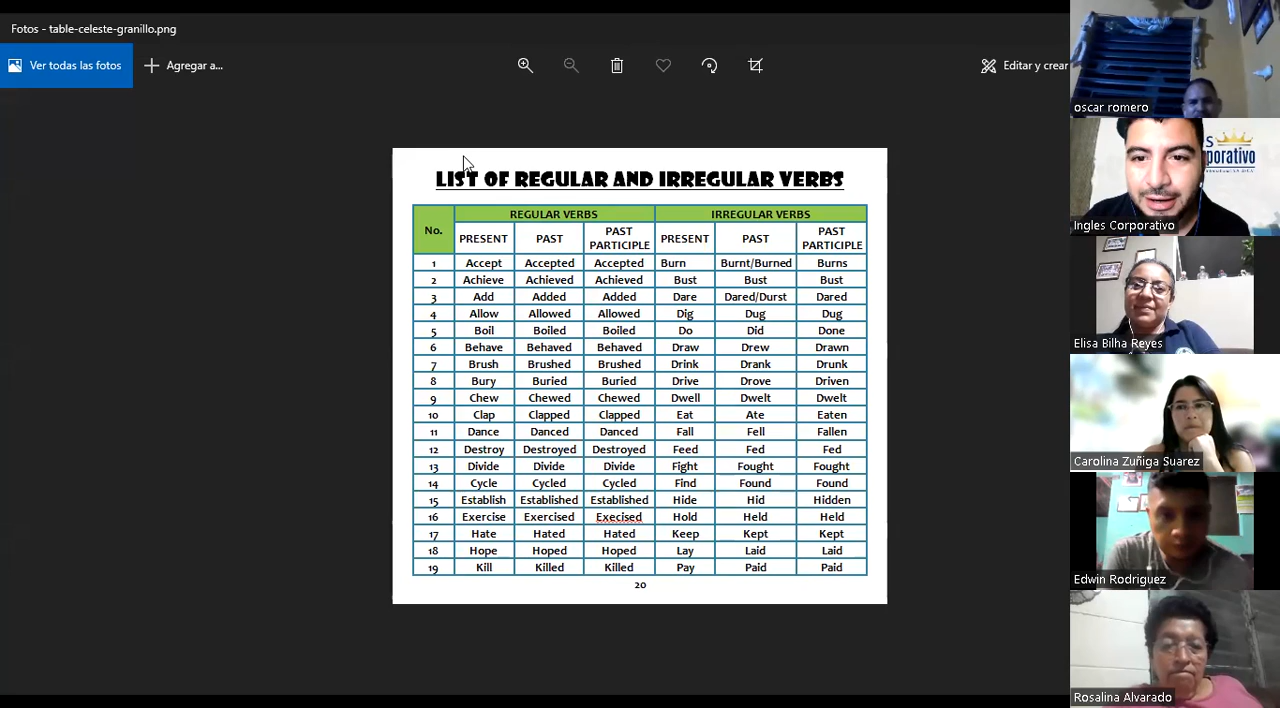 Fotos - table-celeste-granillo.png
Ver todas las fotos
Agregar a...
Editar y crear
LIST OF REGULAR AND IRREGULAR VERBS
No. REGULAR VERBS IRREGULAR VERBS
PRESENT PAST PAST PARTICIPLE PRESENT PAST PAST PARTICIPLE
1 Accept Accepted Accepted Burn Burnt/Burned Burns
2 Achieve Achieved Achieved Bust Bust Bust
3 Add Added Added Dare Dared/Durst Dared
4 Allow Allowed Allowed Dig Dug Dug
5 Boil Boiled Boiled Do Did Done
6 Behave Behaved Behaved Draw Drew Drawn
7 Brush Brushed Brushed Drink Drank Drunk
8 Bury Buried Buried Drive Drove Driven
9 Chew Chewed Chewed Dwell Dwelt Dwelt
10 Clap Clapped Clapped Eat Ate Eaten
11 Dance Danced Danced Fall Fell Fallen
12 Destroy Destroyed Destroyed Feed Fed Fed
13 Divide Divide Divide Fight Fought Fought
14 Cycle Cycled Cycled Find Found Found
15 Establish Established Established Hide Hid Hidden
16 Exercise Exercised Execised Hold Held Held
17 Hate Hated Hated Keep Kept Kept
18 Hope Hoped Hoped Lay Laid Laid
19 Kill Killed Killed Pay Paid Paid
20
oscar romero
S
porativo
Ingles Corporativo
Elisa Bilha Reyes
Carolina Zuñiga Suarez
Edwin Rodriguez
Rosalina Alvarado